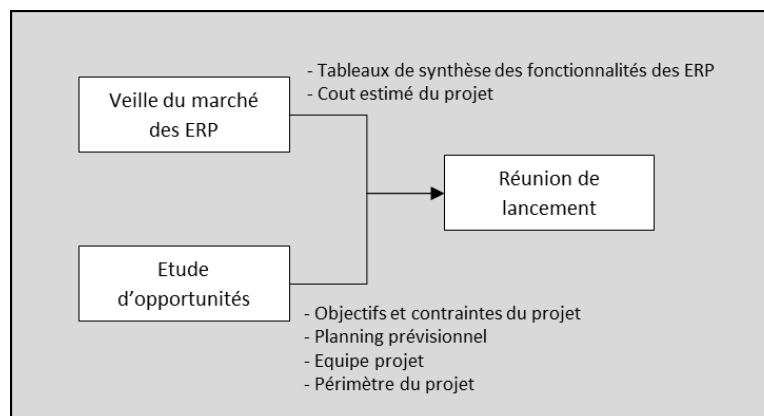 - Tableaux de synthèse des fonctionnalités des ERP
- Cout estimé du projet
Veille du marché
des ERP
Réunion de
lancement
Etude
d'opportunités
- Objectifs et contraintes du projet
- Planning prévisionnel
- Equipe projet
- Périmètre du projet